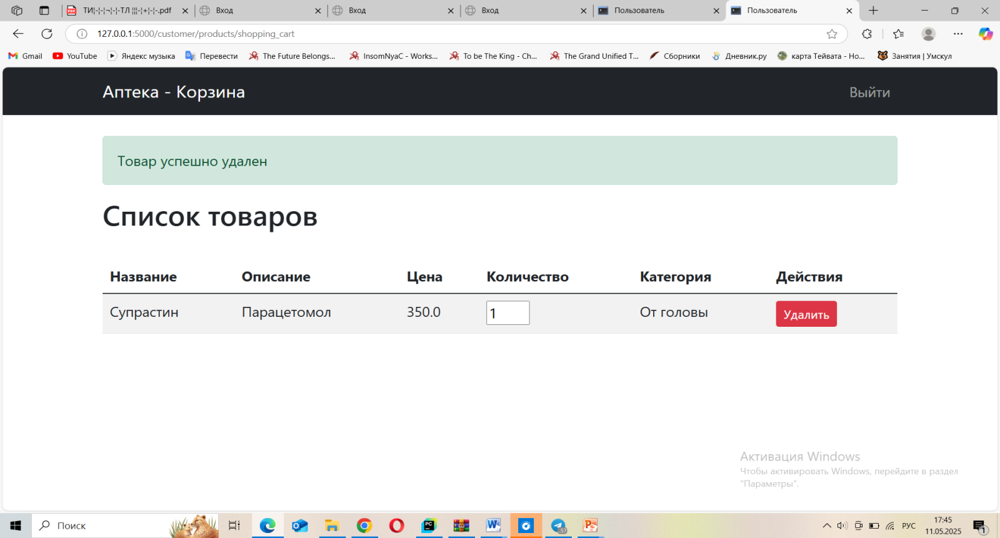 ТИ¦-¦-¦¬¦-¦-ТЛ ¦¦¦-¦+¦-¦-.pdf
Вход
Вход
Вход
Пользователь
Пользователь
127.0.0.1:5000/customer/products/shopping_cart
Gmail
YouTube
Яндекс музыка
Перевести
The Future Belongs...
InsomNyaC - Works...
To be The King - Ch...
The Grand Unified T...
Сборники
Дневник.ру
карта Тейвата - Ho...
Занятия | Умскул
Аптека - Корзина
Выйти
Товар успешно удален
Список товаров
Название Описание Цена Количество Категория Действия
Супрастин Парацетомол 350.0 1 От головы Удалить
Активация Windows
Чтобы активировать Windows, перейдите в раздел
"Параметры".
Поиск
57
РУС
17:45
11.05.2025
1